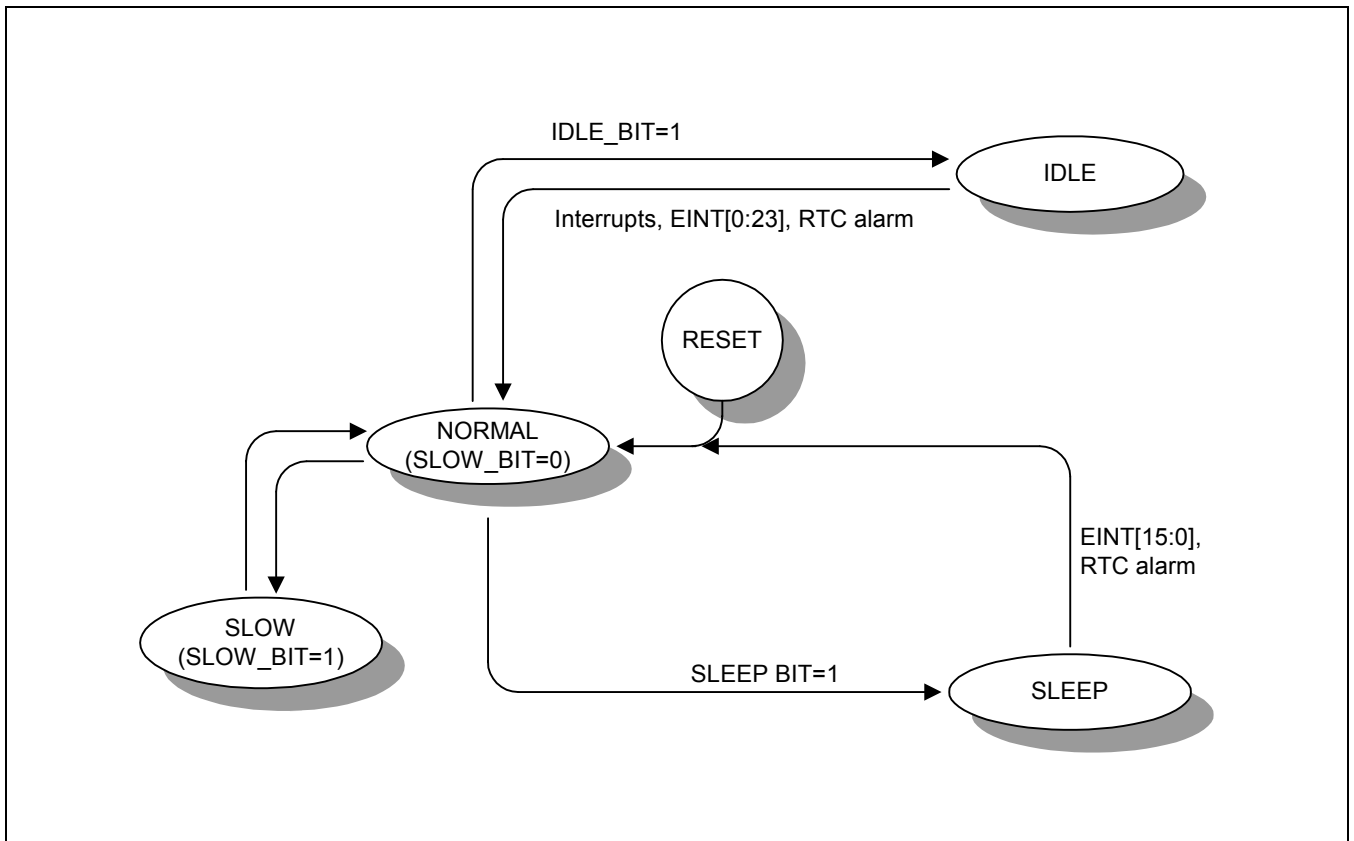 IDLE_BIT=1
IDLE
Interrupts, EINT[0:23], RTC alarm
RESET
NORMAL
(SLOW_BIT=0)
EINT[15:0],
RTC alarm
SLOW
(SLOW_BIT=1)
SLEEP BIT=1
SLEEP